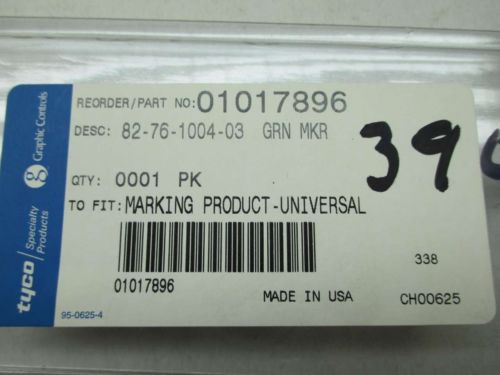 REORDER/PART NO: 01017896
DESC: 82-76-1004-03 GRN MKR
39
QTY: 0001 PK
TO FIT: MARKING PRODUCT-UNIVERSAL
01017896
338
MADE IN USA
CH00625
tyco Specialty Products
g Graphic Controls
95-0625-4